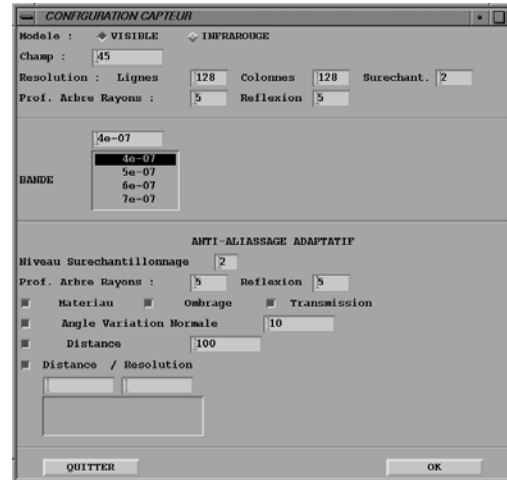 CONFIGURATION CAPTEUR
Modele : VISIBLE INFRAROUGE
Champ : 45
Resolution : Lignes 128 Colonnes 128 Surechant. 2
Prof. Arbre Rayons : 5 Reflexion 5
4e-07
BANDE
4e-07
5e-07
6e-07
7e-07
ANTI-ALIASSAGE ADAPTATIF
Niveau Surechantillonnage 2
Prof. Arbre Rayons : 5 Reflexion 5
Materiau Ombrage Transmission
Angle Variation Normale 10
Distance 100
Distance / Resolution
QUITTER OK